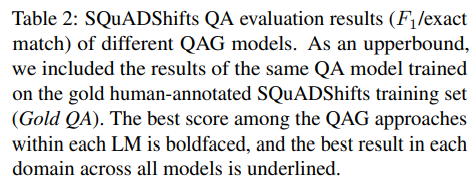 Table 2: SQuADShifts QA evaluation results (F1/exact
match) of different QAG models. As an upperbound,
we included the results of the same QA model trained
on the gold human-annotated SQuADShifts training set
(Gold QA). The best score among the QAG approaches
within each LM is boldfaced, and the best result in each
domain across all models is underlined.